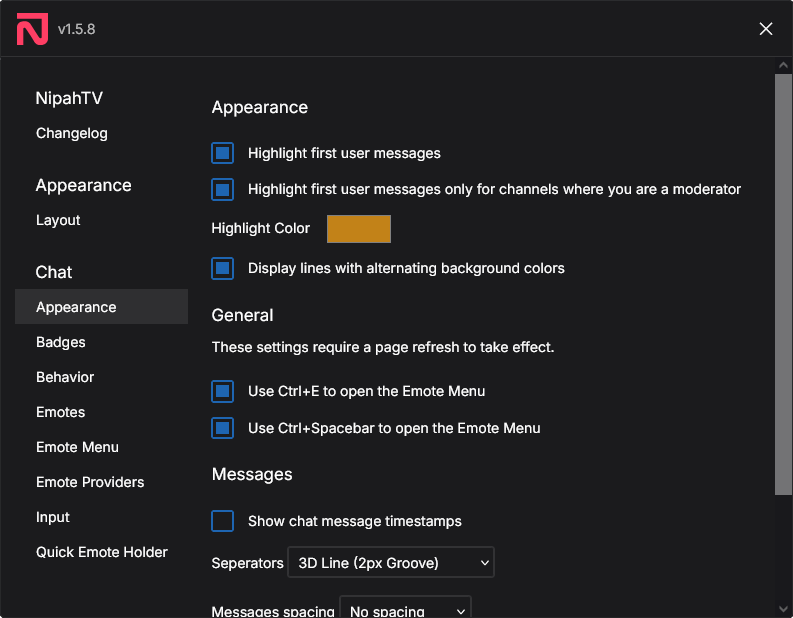 v1.5.8
NipahTV
Changelog
Appearance
Layout
Chat
Appearance
Badges
Behavior
Emotes
Emote Menu
Emote Providers
Input
Quick Emote Holder
Appearance
Highlight first user messages
Highlight first user messages only for channels where you are a moderator
Highlight Color
Display lines with alternating background colors
General
These settings require a page refresh to take effect.
Use Ctrl+E to open the Emote Menu
Use Ctrl+Spacebar to open the Emote Menu
Messages
Show chat message timestamps
Seperators 3D Line (2px Groove)
Messages spacing No spacing